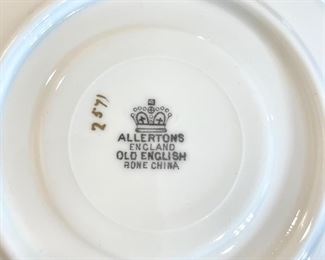 2571
ALLERTONS
ENGLAND
OLD ENGLISH
BONE CHINA